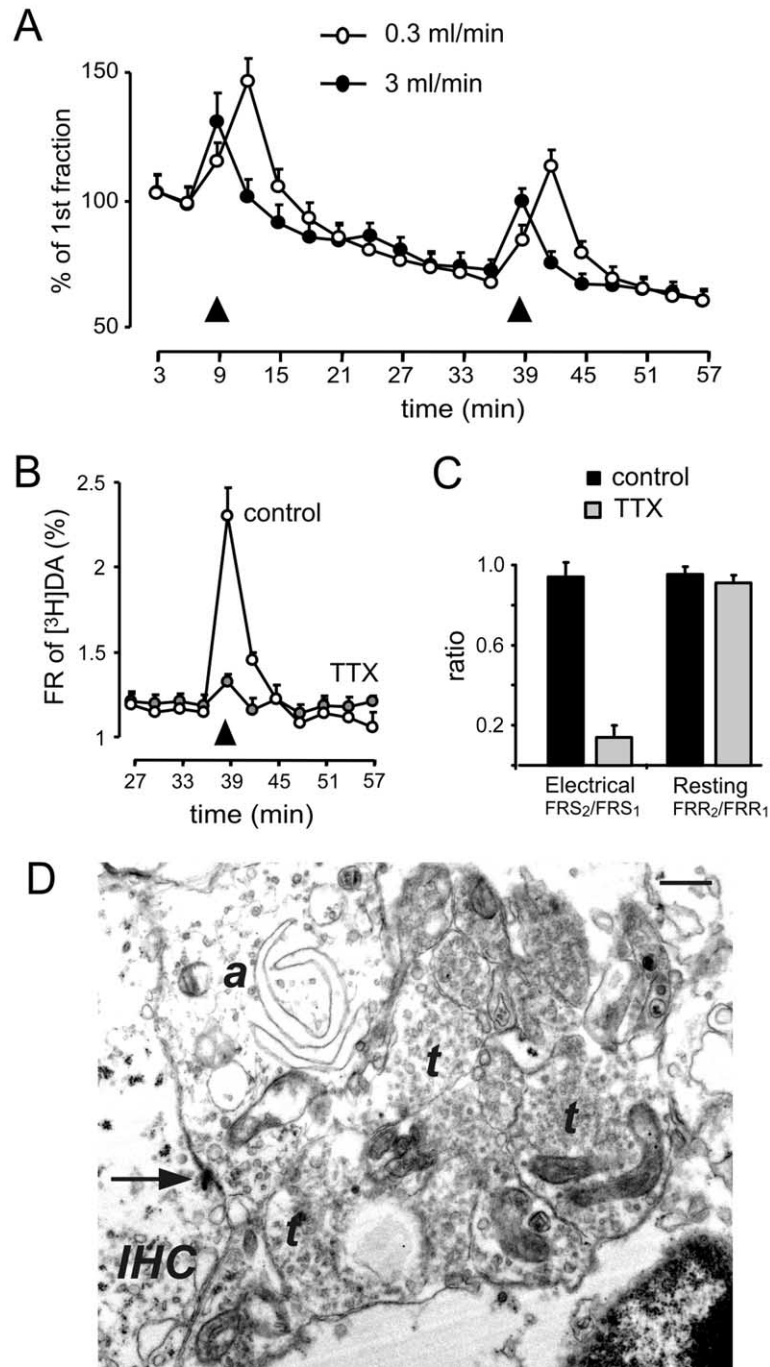 A
0.3 ml/min
3 ml/min
150
100
50
% of 1st fraction
3 9 15 21 27 33 39 45 51 57
time (min)
B
2.5
2
1.5
1
FR of [³H]DA (%)
control
TTX
27 33 39 45 51 57
time (min)
C
control
TTX
1.0
0.6
0.2
ratio
Electrical
FRS₂/FRS₁
Resting
FRR₂/FRR₁
D
a
t
t
t
IHC